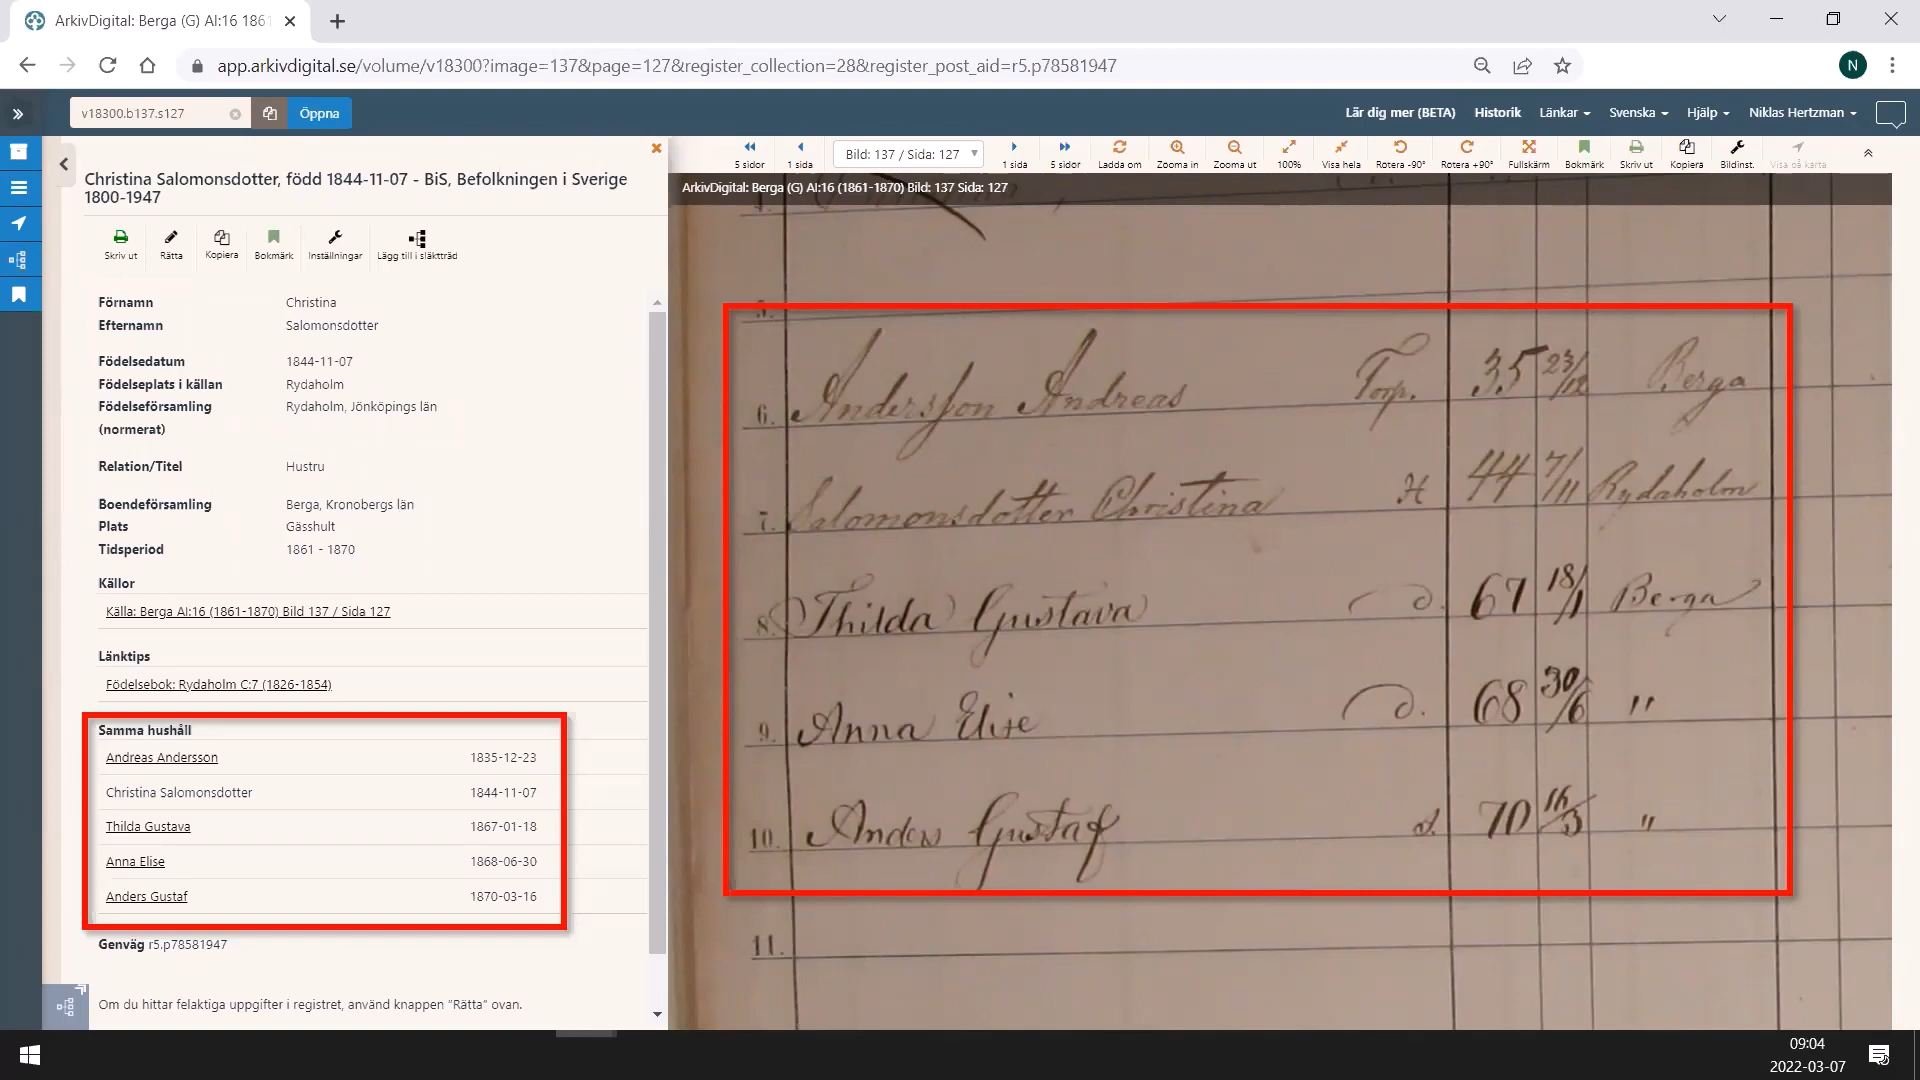 ArkivDigital: Berga (G) AI:16 1861
app.arkivdigital.se/volume/v18300?image=137&page=127&register_collection=28&register_post_aid=r5.p78581947
N
v18300.b137.s127
Öppna
Lär dig mer (BETA) Historik Länkar Svenska Hjälp Niklas Hertzman
5 sidor 1 sida Bild: 137 / Sida: 127 1 sida 5 sidor Ladda om Zooma in Zooma ut 100% Visa hela Rotera -90° Rotera +90° Fullskärm Bokmärk Skriv ut Kopiera Bildinst. Visa på karta
Christina Salomonsdotter, född 1844-11-07 - BiS, Befolkningen i Sverige
1800-1947
Skriv ut Rätta Kopiera Bokmärk Inställningar Lägg till i släktträd
Förnamn Christina
Efternamn Salomonsdotter
Födelsedatum 1844-11-07
Födelseplats i källan Rydaholm
Födelseförsamling Rydaholm, Jönköpings län
(normerat)
Relation/Titel Hustru
Boendeförsamling Berga, Kronobergs län
Plats Gässhult
Tidsperiod 1861 - 1870
Källor
Källa: Berga AI:16 (1861-1870) Bild 137 / Sida 127
Länktips
Födelsebok: Rydaholm C:7 (1826-1854)
Samma hushåll
Andreas Andersson 1835-12-23
Christina Salomonsdotter 1844-11-07
Thilda Gustava 1867-01-18
Anna Elise 1868-06-30
Anders Gustaf 1870-03-16
Genväg r5.p78581947
Om du hittar felaktiga uppgifter i registret, använd knappen "Rätta" ovan.
ArkivDigital: Berga (G) AI:16 (1861-1870) Bild: 137 Sida: 127
5.
6. Andersson Andreas Torp. 35 23/12 Berga
7. Salomonsdotter Christina H 44 7/11 Rydaholm
8. Thilda Gustava d. 67 18/1 Berga
9. Anna Elise d. 68 30/6 "
10. Anders Gustaf s. 70 16/3 "
11.
09:04
2022-03-07